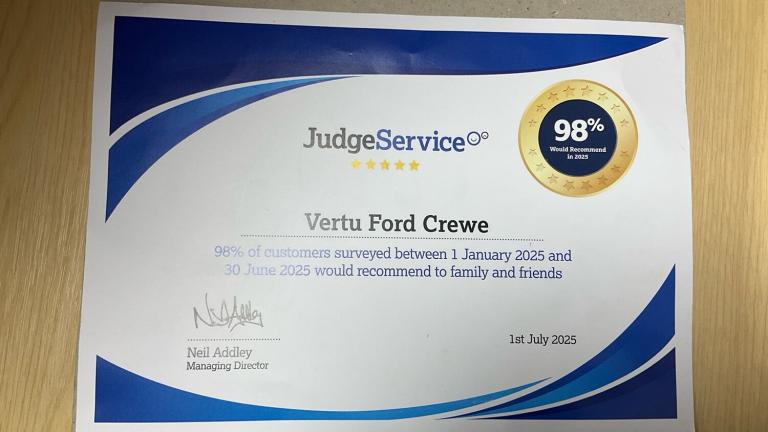 JudgeService
98%
Would Recommend
in 2025
Vertu Ford Crewe
98% of customers surveyed between 1 January 2025 and
30 June 2025 would recommend to family and friends
Neil Addley
Managing Director
1st July 2025